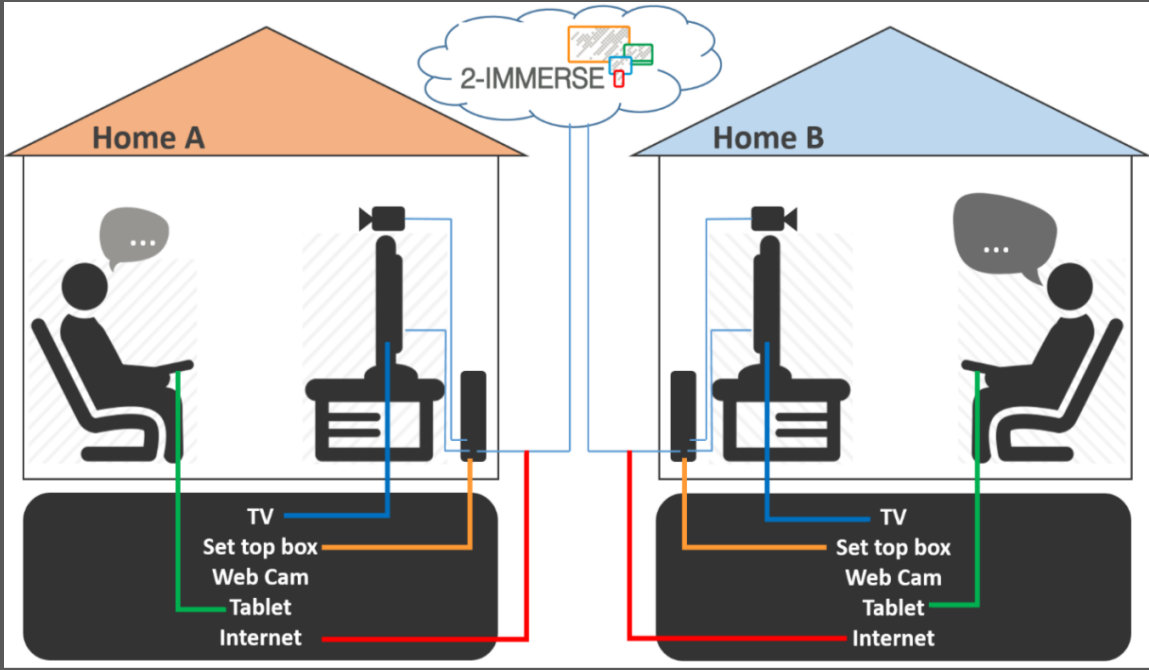 2-IMMERSE
Home A
Home B
...
...
TV
Set top box
Web Cam
Tablet
Internet
TV
Set top box
Web Cam
Tablet
Internet